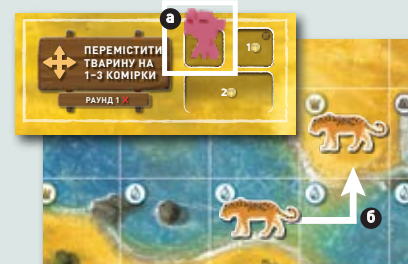 а
ПЕРЕМІСТИТИ
ТВАРИНУ НА
1–3 КОМІРКИ
РАУНД 1 ×
1
2
б